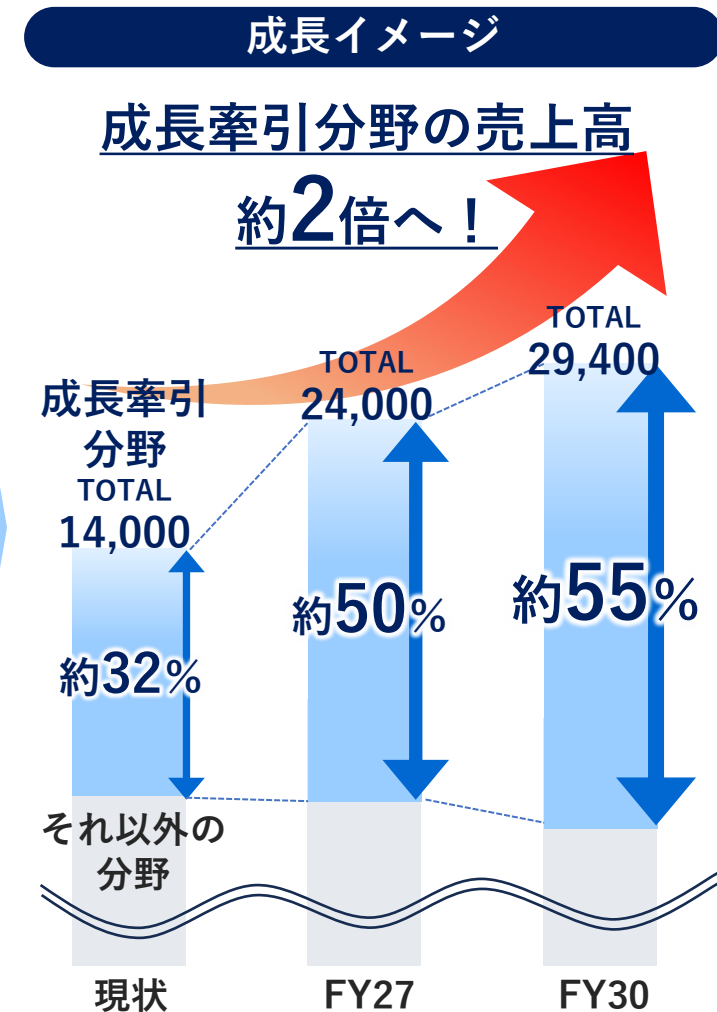 成長イメージ
成長牽引分野の売上高
約2倍へ！
TOTAL
29,400
TOTAL
24,000
成長牽引
分野
TOTAL
14,000
約32%
約50%
約55%
それ以外の
分野
現状
FY27
FY30